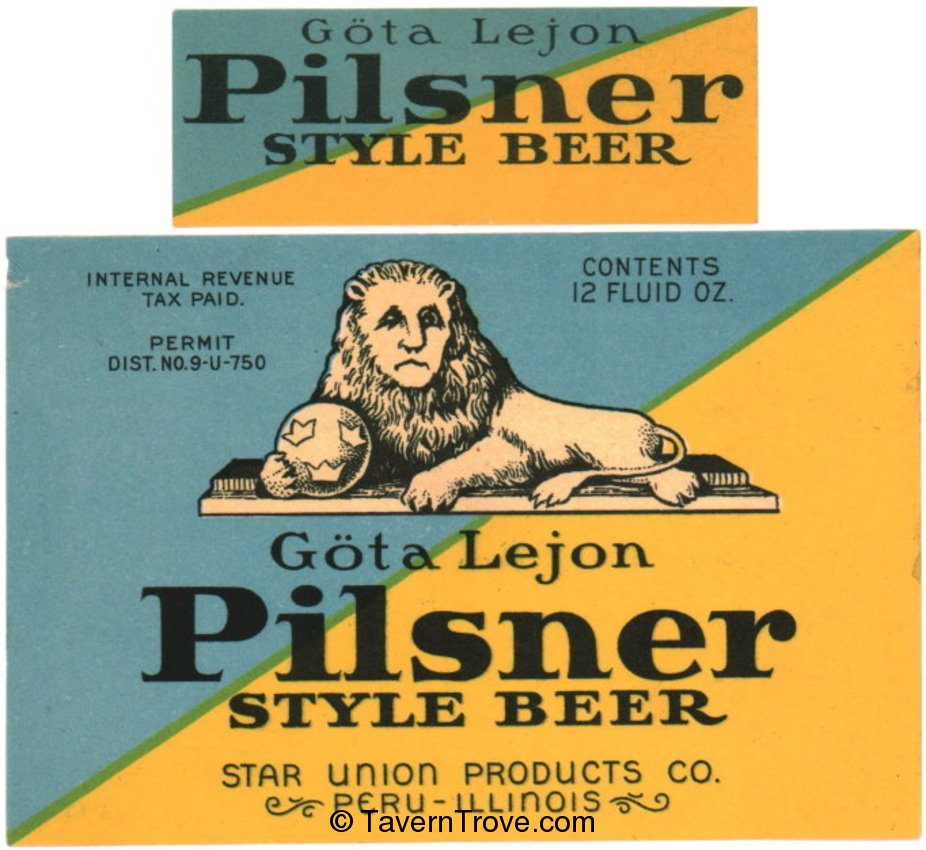 Göta Lejon
Pilsner
STYLE BEER
INTERNAL REVENUE
TAX PAID.
PERMIT
DIST. NO. 9-U-750
CONTENTS
12 FLUID OZ.
Göta Lejon
Pilsner
STYLE BEER
STAR UNION PRODUCTS CO.
PERU-ILLINOIS
© TavernTrove.com